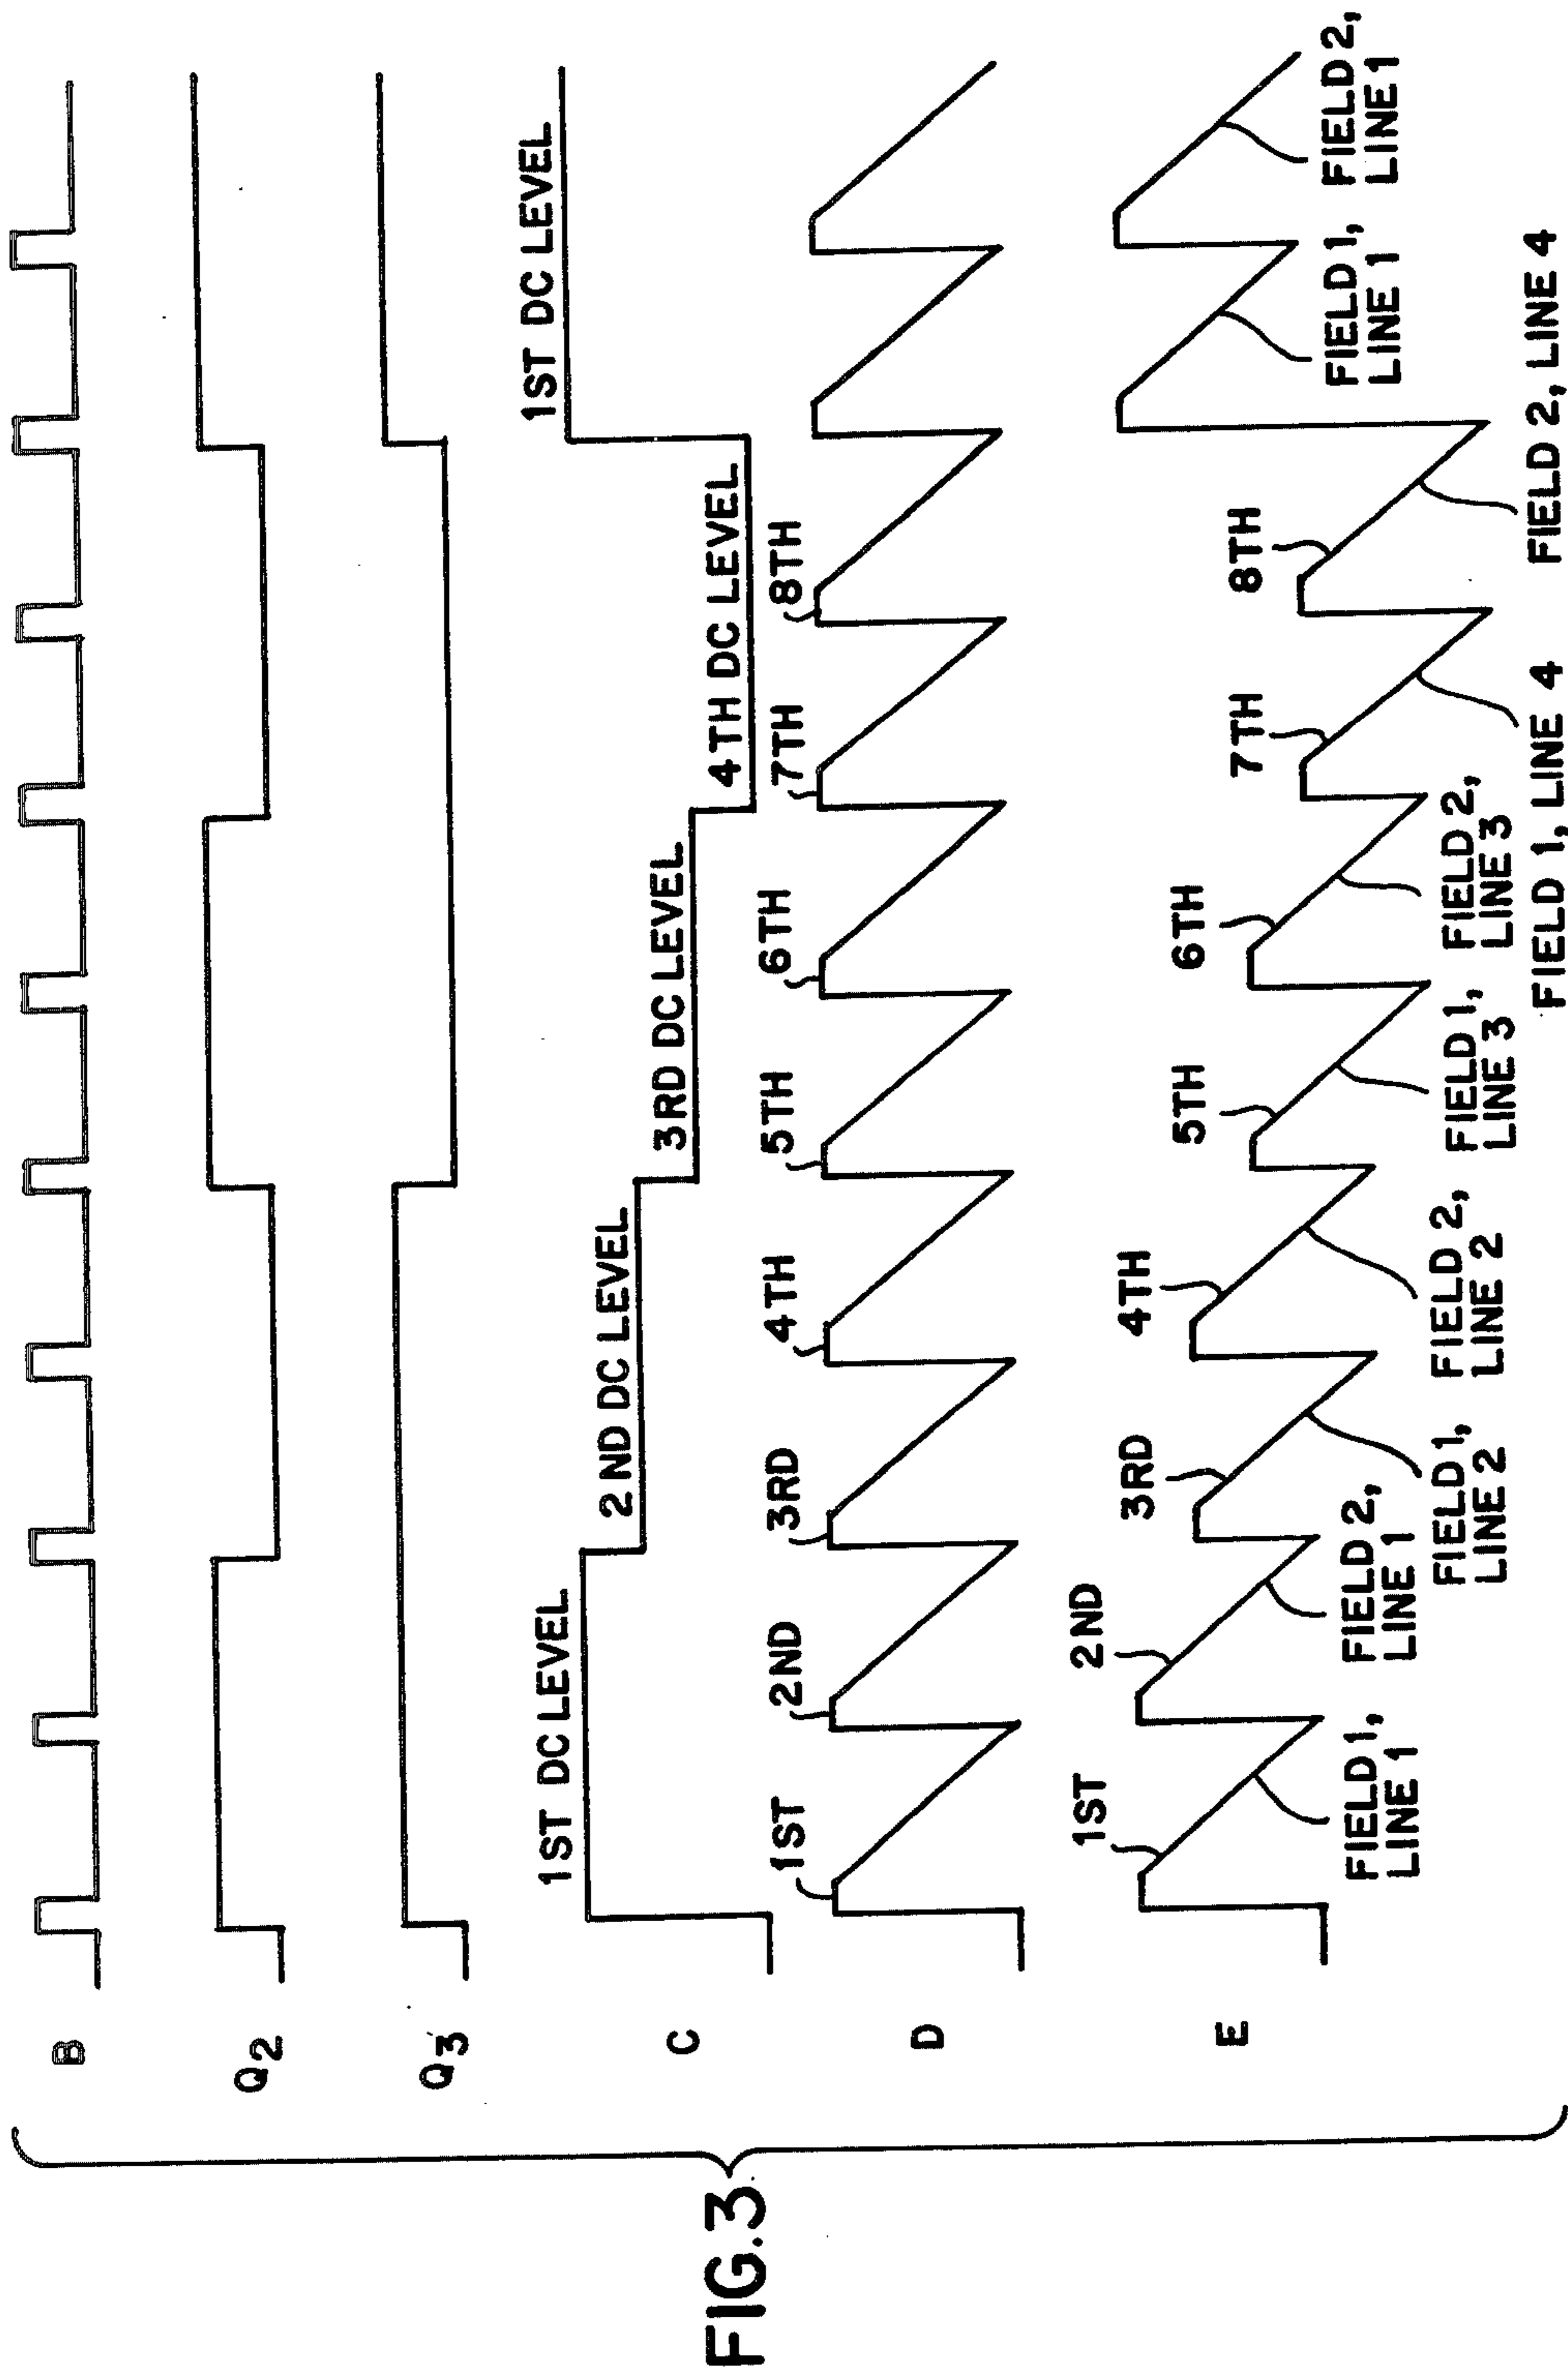 FIG.3
B
Q2
Q3
C
1ST DC LEVEL
2ND DC LEVEL
3RD DC LEVEL
4TH DC LEVEL
1ST DC LEVEL
D
1ST
2ND
3RD
4TH
5TH
6TH
7TH
8TH
E
1ST
2ND
3RD
4TH
5TH
6TH
7TH
8TH
FIELD 1,
LINE 1
FIELD 2,
LINE 1
FIELD 1,
LINE 2
FIELD 2,
LINE 2
FIELD 1,
LINE 3
FIELD 2,
LINE 3
FIELD 1, LINE 4
FIELD 2, LINE 4
FIELD 1,
LINE 1
FIELD 2,
LINE 1